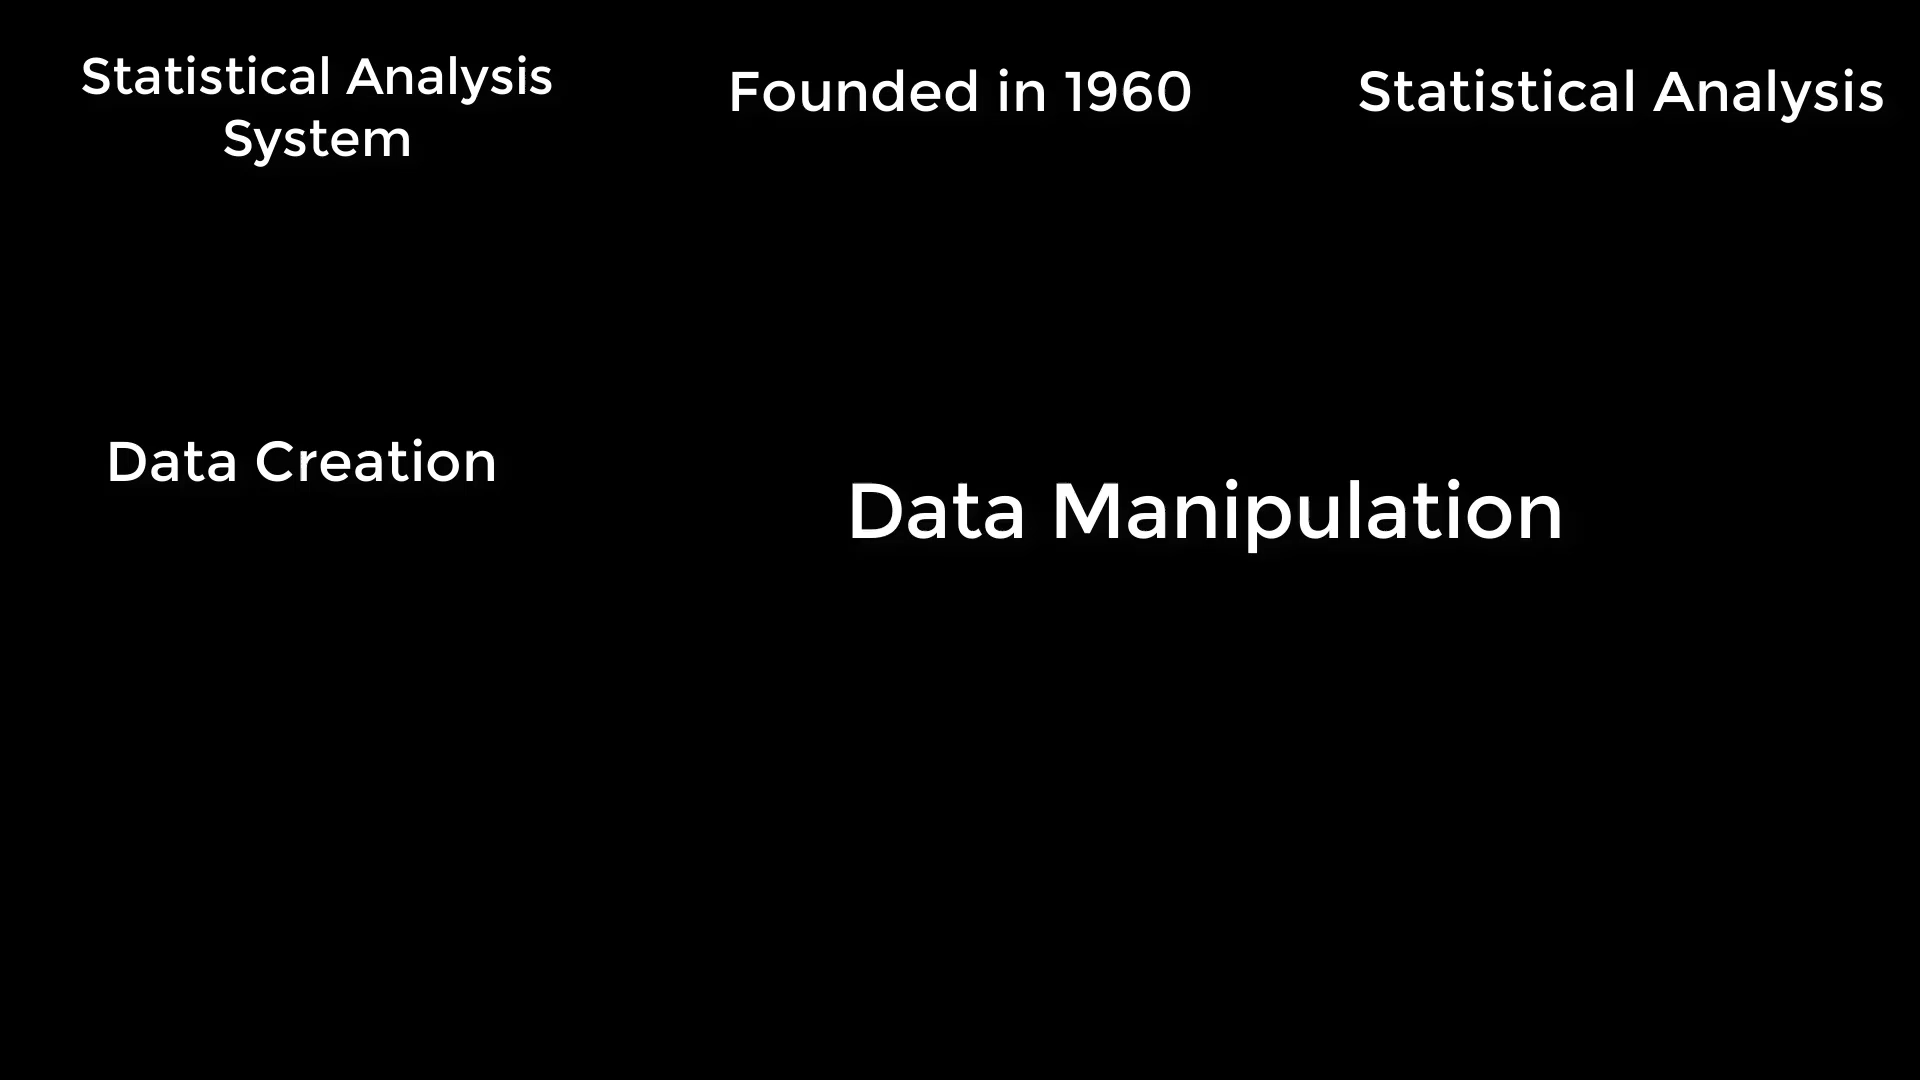 Statistical Analysis
System
Founded in 1960
Statistical Analysis
Data Creation
Data Manipulation